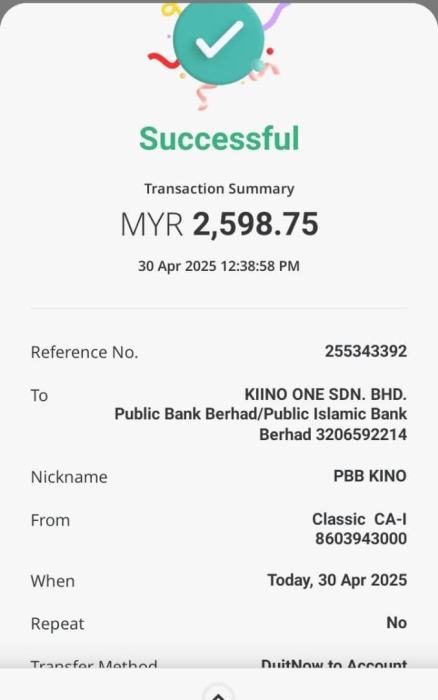 Successful
Transaction Summary
MYR 2,598.75
30 Apr 2025 12:38:58 PM
Reference No. 255343392
To KIINO ONE SDN. BHD.
Public Bank Berhad/Public Islamic Bank
Berhad 3206592214
Nickname PBB KINO
From Classic CA-I
8603943000
When Today, 30 Apr 2025
Repeat No
Transfer Method DuitNow to Account